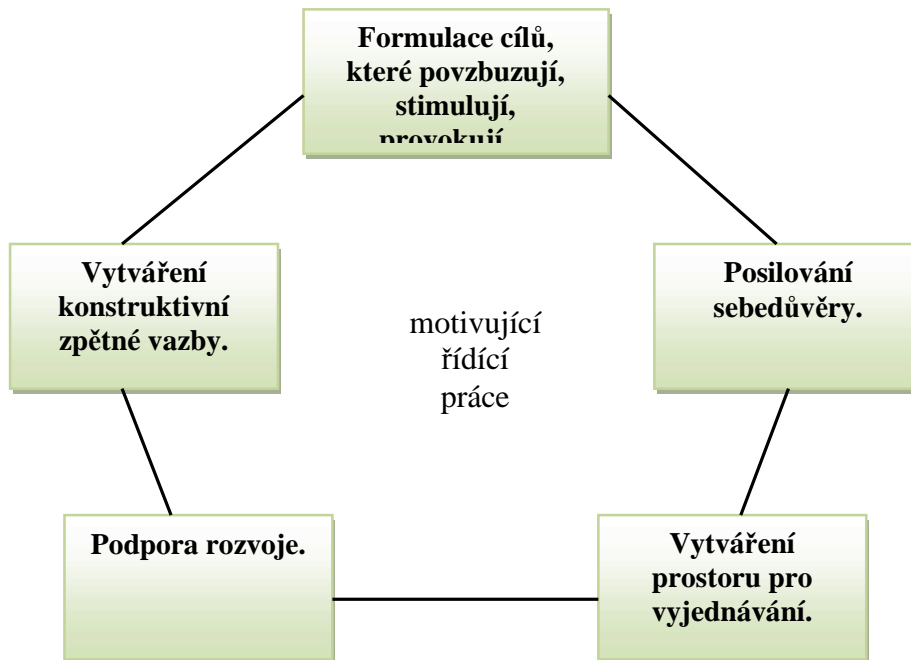 Formulace cílů,
které povzbuzují,
stimulují,
provokují
Vytváření
konstruktivní
zpětné vazby.
Posilování
sebedůvěry.
motivující
řídící
práce
Podpora rozvoje.
Vytváření
prostoru pro
vyjednávání.